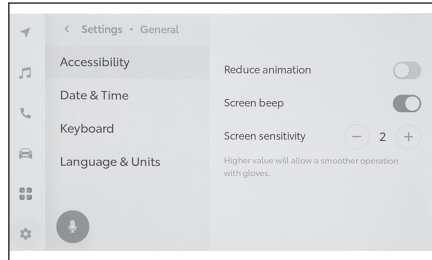 < Settings • General
Accessibility
Date & Time
Keyboard
Language & Units
Reduce animation
Screen beep
Screen sensitivity − 2 +
Higher value will allow a smoother operation
with gloves.